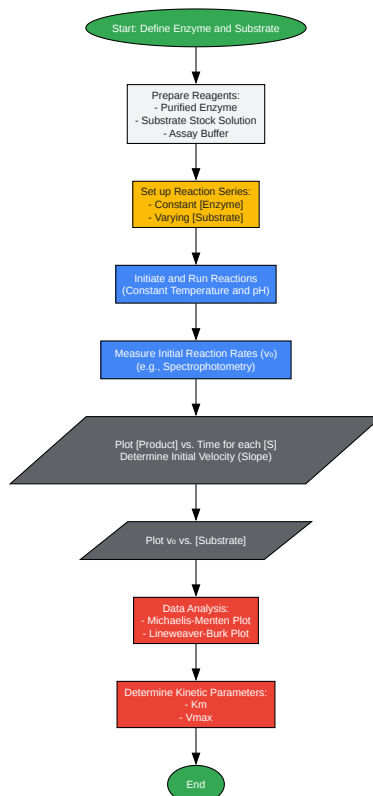 Start: Define Enzyme and Substrate
Prepare Reagents:
- Purified Enzyme
- Substrate Stock Solution
- Assay Buffer
Set up Reaction Series:
- Constant [Enzyme]
- Varying [Substrate]
Initiate and Run Reactions
(Constant Temperature and pH)
Measure Initial Reaction Rates (v₀)
(e.g., Spectrophotometry)
Plot [Product] vs. Time for each [S]
Determine Initial Velocity (Slope)
Plot v₀ vs. [Substrate]
Data Analysis:
- Michaelis-Menten Plot
- Lineweaver-Burk Plot
Determine Kinetic Parameters:
- Km
- Vmax
End